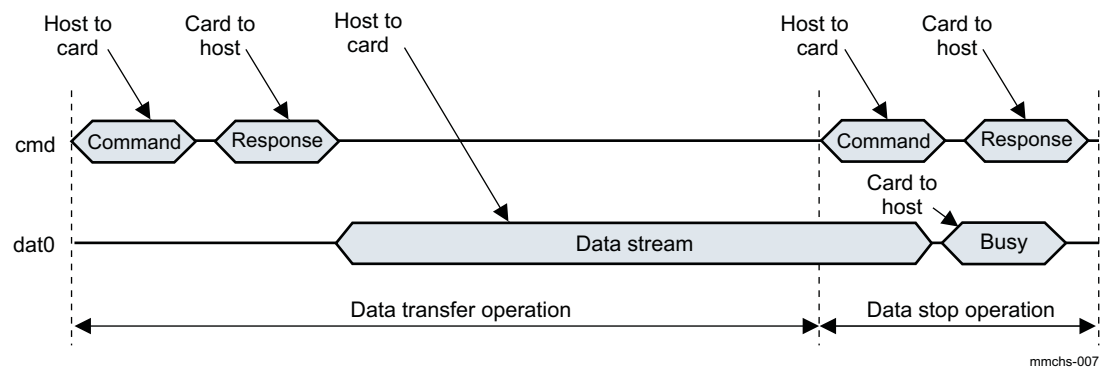 Host to
card
Card to
host
Host to
card
Host to
card
Card to
host
cmd
Command
Response
Command
Response
Card to
host
dat0
Data stream
Busy
Data transfer operation
Data stop operation
mmchs-007